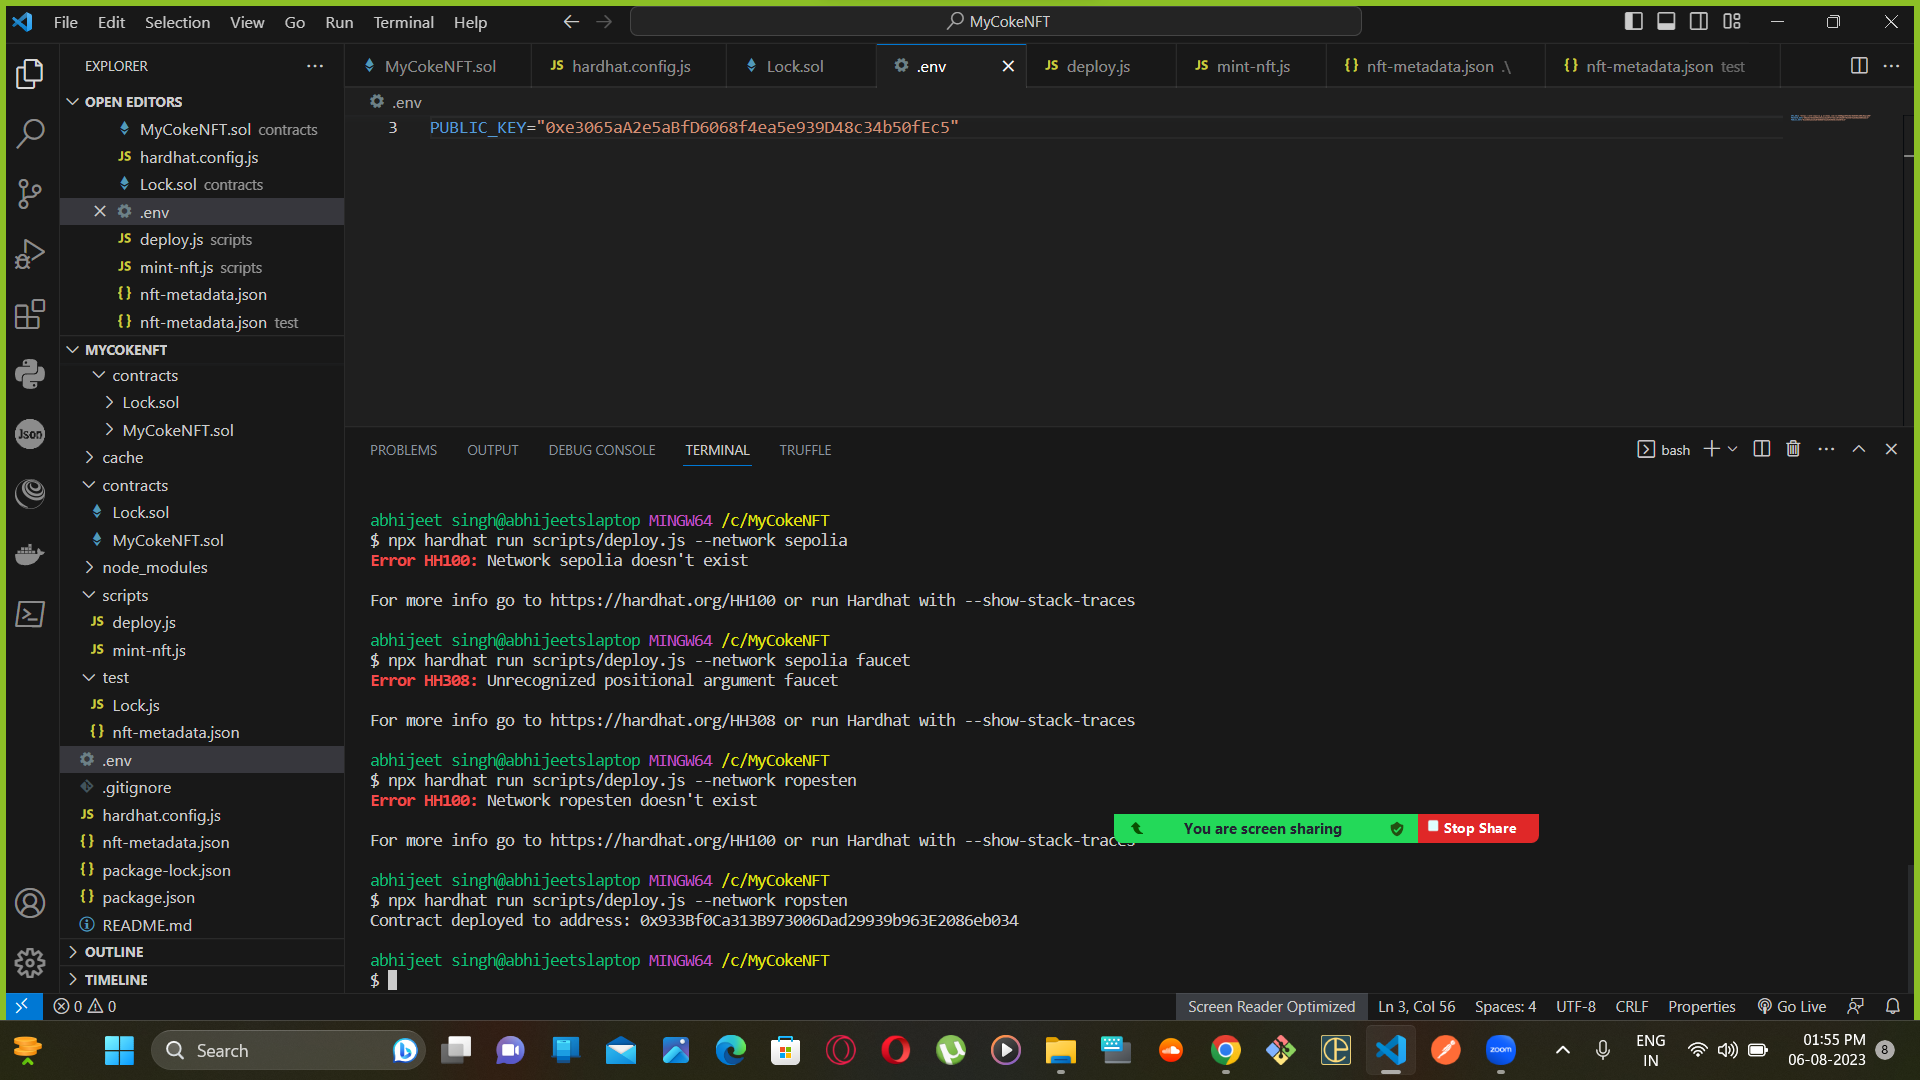 File Edit Selection View Go Run Terminal Help
MyCokeNFT
EXPLORER
MyCokeNFT.sol
hardhat.config.js
Lock.sol
.env
deploy.js
mint-nft.js
nft-metadata.json .\
nft-metadata.json test
OPEN EDITORS
MyCokeNFT.sol contracts
hardhat.config.js
Lock.sol contracts
.env
deploy.js scripts
mint-nft.js scripts
nft-metadata.json
nft-metadata.json test
MYCOKENFT
contracts
Lock.sol
MyCokeNFT.sol
cache
contracts
Lock.sol
MyCokeNFT.sol
node_modules
scripts
deploy.js
mint-nft.js
test
Lock.js
nft-metadata.json
.env
.gitignore
hardhat.config.js
nft-metadata.json
package-lock.json
package.json
README.md
OUTLINE
TIMELINE
.env
3 PUBLIC_KEY="0xe3065aA2e5aBfD6068f4ea5e939D48c34b50fEc5"
PROBLEMS OUTPUT DEBUG CONSOLE TERMINAL TRUFFLE
bash
abhijeet singh@abhijeetslaptop MINGW64 /c/MyCokeNFT
$ npx hardhat run scripts/deploy.js --network sepolia
Error HH100: Network sepolia doesn't exist
For more info go to https://hardhat.org/HH100 or run Hardhat with --show-stack-traces
abhijeet singh@abhijeetslaptop MINGW64 /c/MyCokeNFT
$ npx hardhat run scripts/deploy.js --network sepolia faucet
Error HH308: Unrecognized positional argument faucet
For more info go to https://hardhat.org/HH308 or run Hardhat with --show-stack-traces
abhijeet singh@abhijeetslaptop MINGW64 /c/MyCokeNFT
$ npx hardhat run scripts/deploy.js --network ropesten
Error HH100: Network ropesten doesn't exist
For more info go to https://hardhat.org/HH100 or run Hardhat with --show-stack-traces
You are screen sharing
Stop Share
abhijeet singh@abhijeetslaptop MINGW64 /c/MyCokeNFT
$ npx hardhat run scripts/deploy.js --network ropsten
Contract deployed to address: 0x933Bf0Ca313B973006Dad29939b963E2086eb034
abhijeet singh@abhijeetslaptop MINGW64 /c/MyCokeNFT
$
0 0
Screen Reader Optimized Ln 3, Col 56 Spaces: 4 UTF-8 CRLF Properties Go Live
Search
zoom
ENG
IN
01:55 PM
06-08-2023
8